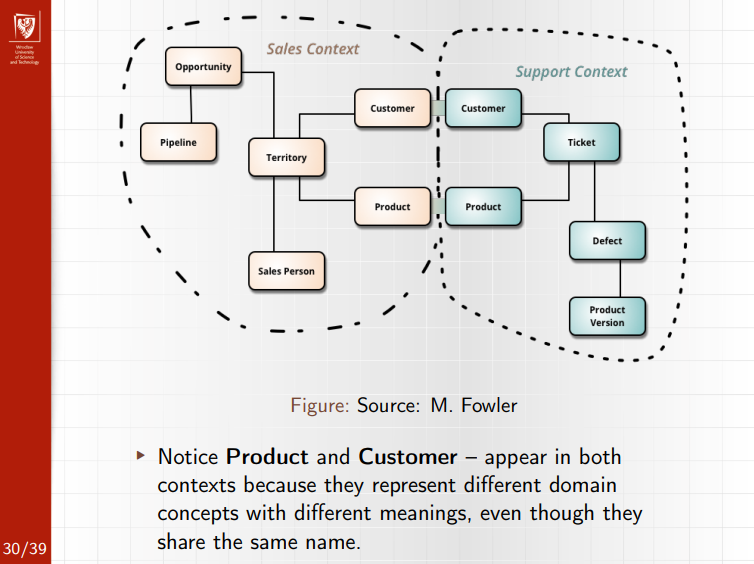 Wrocław
University
of Science
and Technology
Sales Context
Support Context
Opportunity
Pipeline
Territory
Sales Person
Customer
Product
Customer
Product
Ticket
Defect
Product
Version
Figure: Source: M. Fowler
▸ Notice Product and Customer – appear in both
contexts because they represent different domain
concepts with different meanings, even though they
share the same name.
30/39